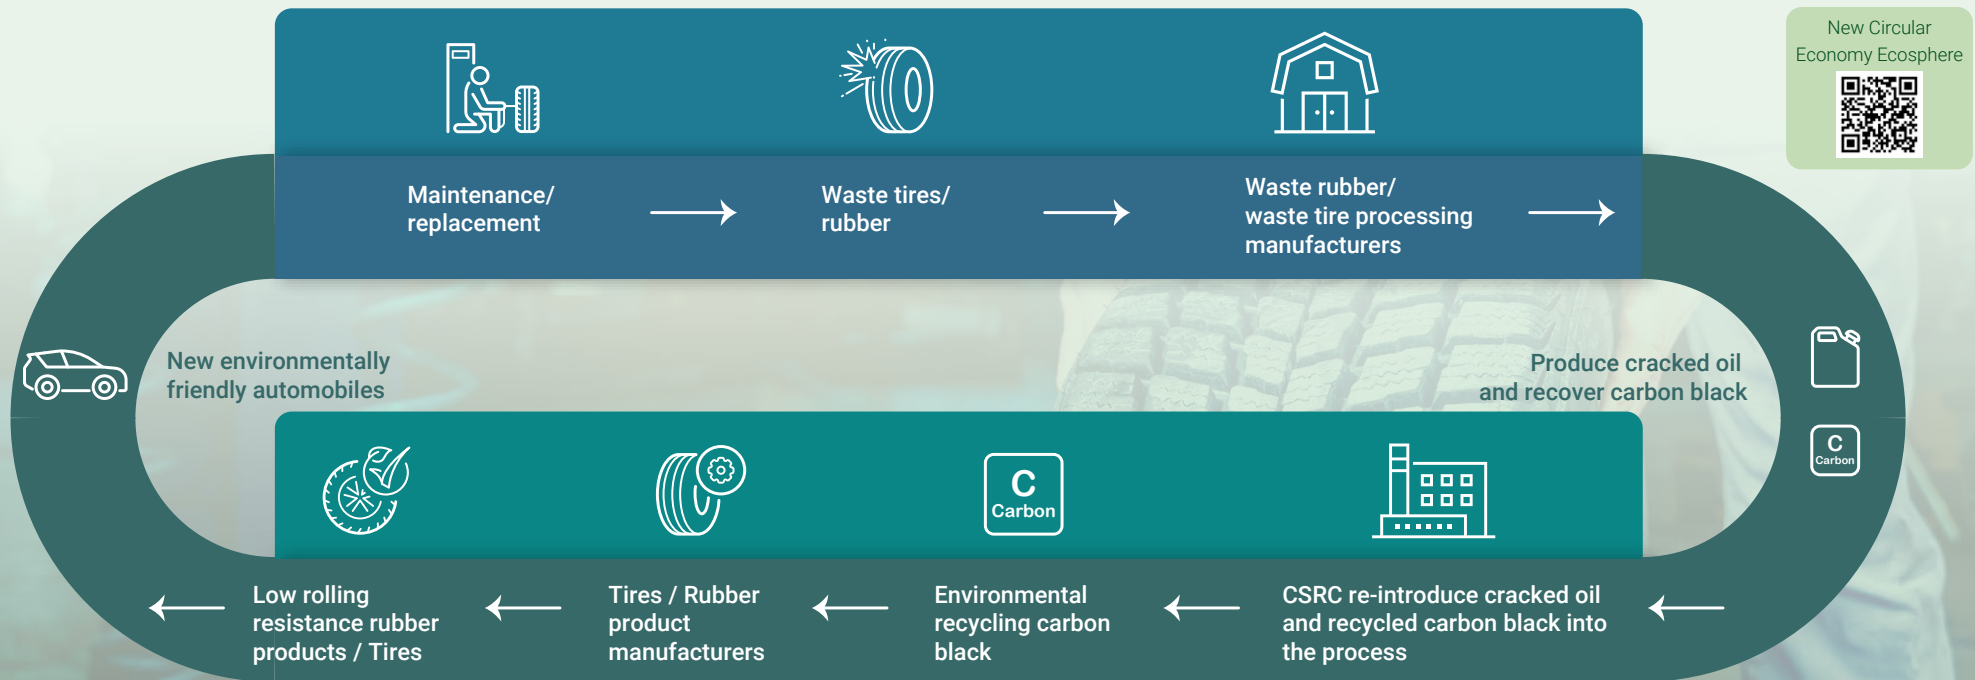 New Circular
Economy Ecosphere
Maintenance/
replacement
Waste tires/
rubber
Waste rubber/
waste tire processing
manufacturers
New environmentally
friendly automobiles
Produce cracked oil
and recover carbon black
C
Carbon
C
Carbon
Low rolling
resistance rubber
products / Tires
Tires / Rubber
product
manufacturers
Environmental
recycling carbon
black
CSRC re-introduce cracked oil
and recycled carbon black into
the process